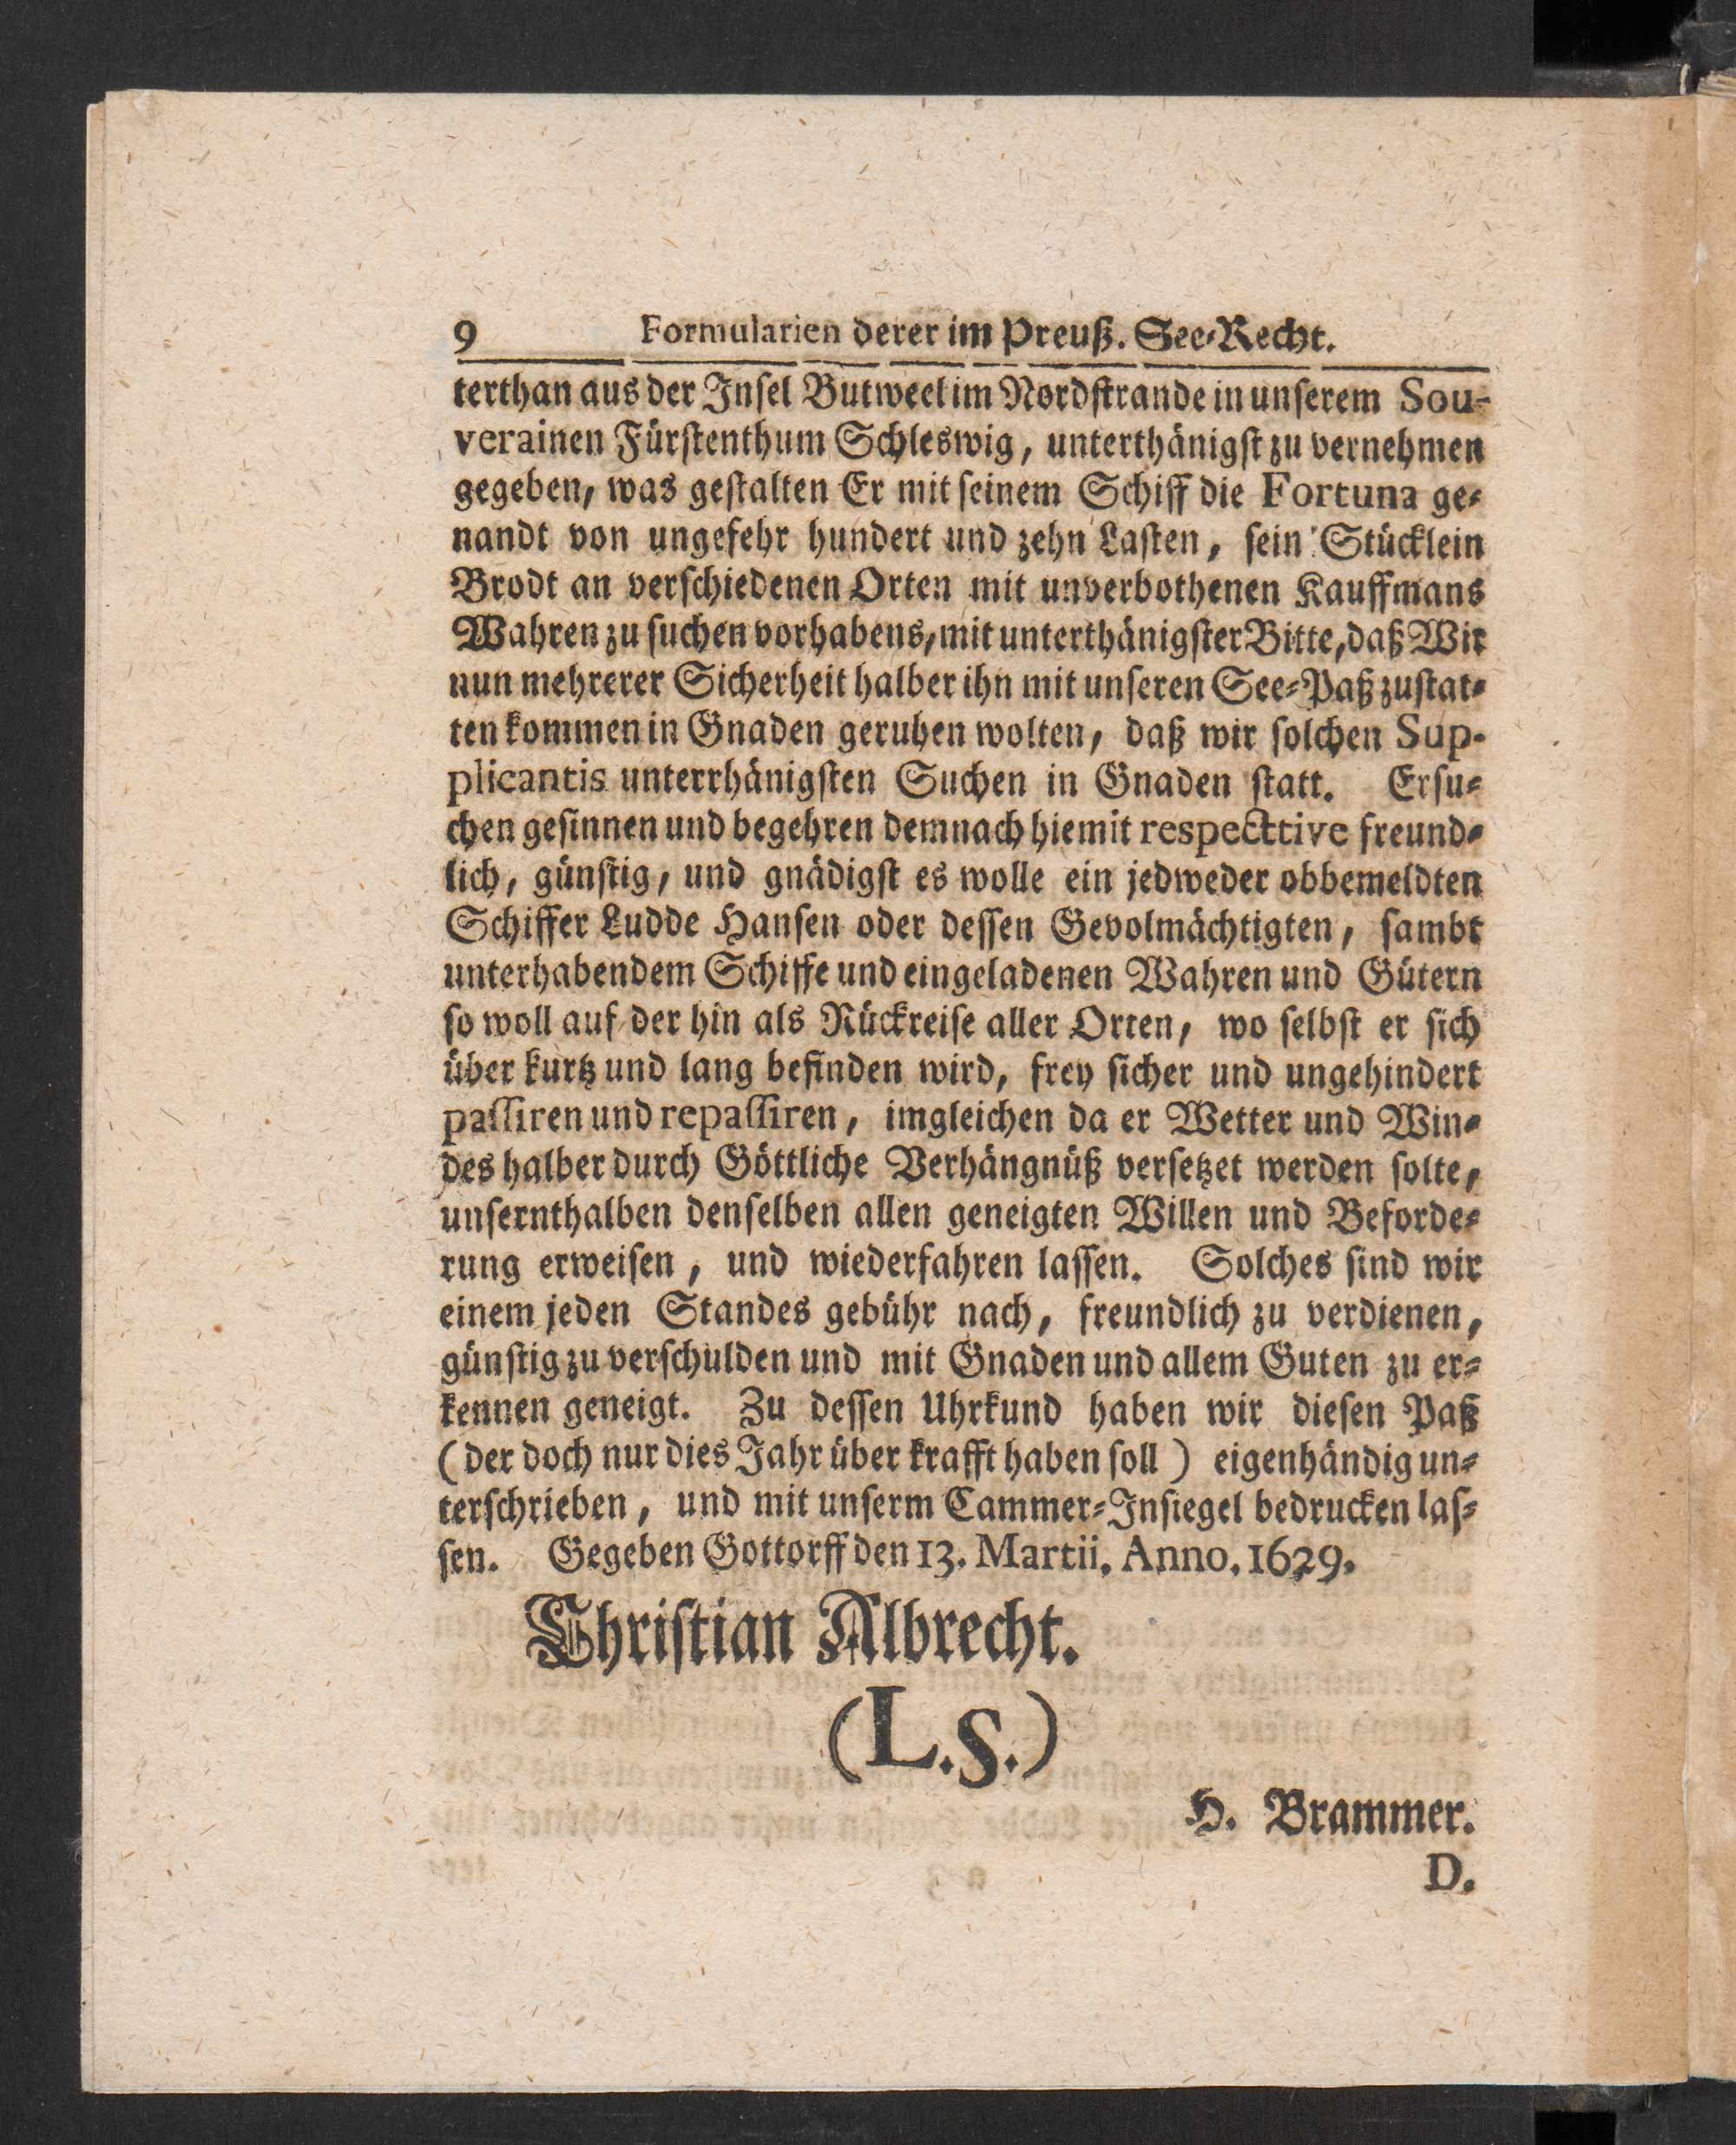 9 Formularien derer im Preuß. See-Recht.
terthan aus der Insel Butweel im Nordstrande in unserem Sou-
verainen Fürstenthum Schleswig, unterthänigst zu vernehmen
gegeben, was gestalten Er mit seinem Schiff die Fortuna ge-
nandt von ungefehr hundert und zehn Lasten, sein Stücklein
Brodt an verschiedenen Orten mit unverbothenen Kauffmans
Wahren zu suchen vorhabens, mit unterthänigster Bitte, daß Wir
nun mehrerer Sicherheit halber ihn mit unseren See-Paß zustat-
ten kommen in Gnaden geruhen wolten, daß wir solchen Sup-
plicantis unterrhänigsten Suchen in Gnaden statt. Ersu-
chen gesinnen und begehren demnach hiemit respecttive freund-
lich, günstig, und gnädigst es wolle ein jedweder obbemeldten
Schiffer Ludde Hansen oder dessen Gevolmächtigten, sambt
unterhabendem Schiffe und eingeladenen Wahren und Gütern
so woll auf der hin als Rückreise aller Orten, wo selbst er sich
über kurtz und lang befinden wird, frey sicher und ungehindert
passiren und repassiren, imgleichen da er Wetter und Win-
des halber durch Göttliche Verhängnüß versetzet werden solte,
unsernthalben denselben allen geneigten Willen und Beforde-
rung erweisen, und wiederfahren lassen. Solches sind wir
einem jeden Standes gebühr nach, freundlich zu verdienen,
günstig zu verschulden und mit Gnaden und allem Guten zu er-
kennen geneigt. Zu dessen Uhrkund haben wir diesen Paß
(der doch nur dies Jahr über krafft haben soll) eigenhändig un-
terschrieben, und mit unserm Cammer-Insiegel bedrucken las-
sen. Gegeben Gottorff den 13. Martii. Anno. 1629.
Christian Albrecht.
(L.S.)
H. Brammer.
D.